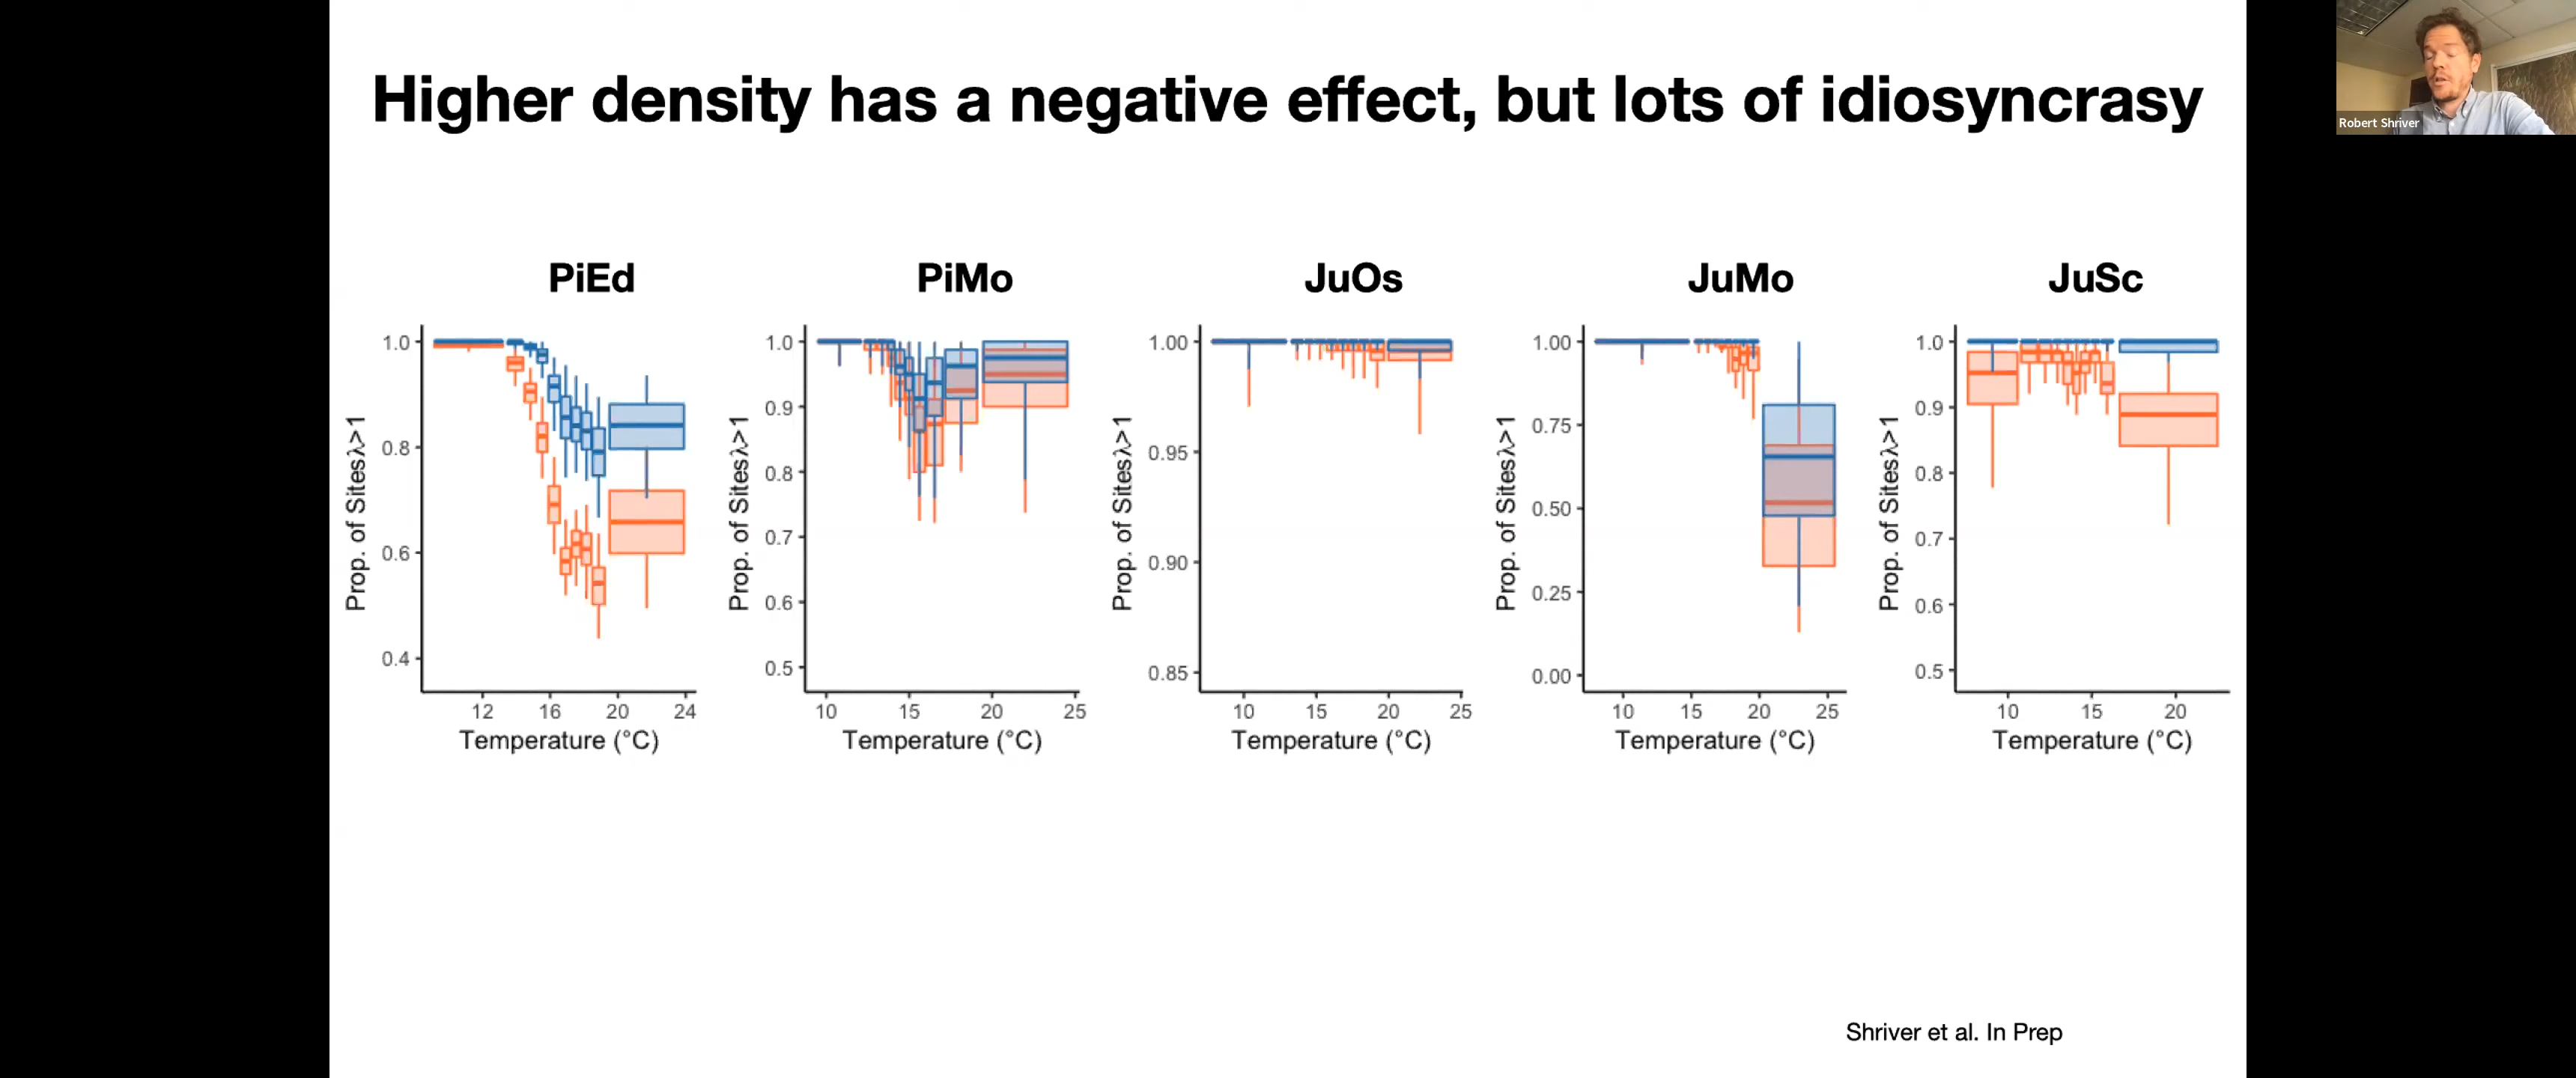 Higher density has a negative effect, but lots of idiosyncrasy
Robert Shriver
PiEd
PiMo
JuOs
JuMo
JuSc
Prop. of Sitesλ>1
1.0
0.8
0.6
0.4
12 16 20 24
Temperature (°C)
Prop. of Sitesλ>1
1.0
0.9
0.8
0.7
0.6
0.5
10 15 20 25
Temperature (°C)
Prop. of Sitesλ>1
1.00
0.95
0.90
0.85
10 15 20 25
Temperature (°C)
Prop. of Sitesλ>1
1.00
0.75
0.50
0.25
0.00
10 15 20 25
Temperature (°C)
Prop. of Sitesλ>1
1.0
0.9
0.8
0.7
0.6
0.5
10 15 20
Temperature (°C)
Shriver et al. In Prep